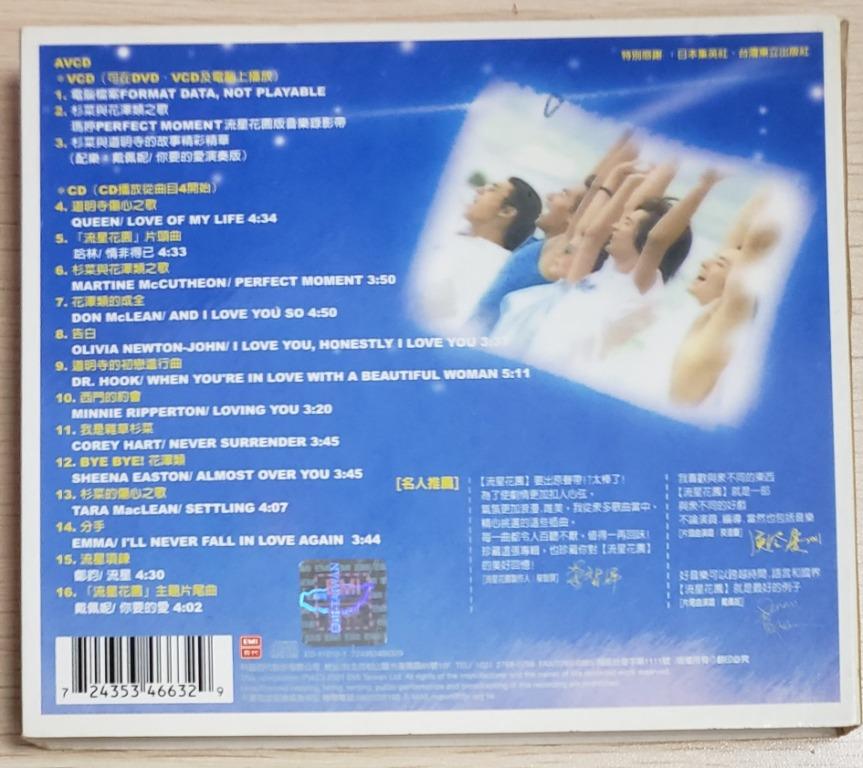 AVCD
●VCD（可在DVD、VCD及電腦上播放）
特別感謝：日本集英社、台灣東立出版社
1. 電腦檔案FORMAT DATA, NOT PLAYABLE
2. 杉菜與花澤類之歌
瑪婷PERFECT MOMENT流星花園版音樂錄影帶
3. 杉菜與道明寺的故事精彩精華
（配樂：戴佩妮/ 你要的愛演奏版）
●CD（CD播放從曲目4開始）
4. 道明寺傷心之歌
QUEEN/ LOVE OF MY LIFE 4:34
5. 「流星花園」片頭曲
哈林/ 情非得已 4:33
6. 杉菜與花澤類之歌
MARTINE McCUTHEON/ PERFECT MOMENT 3:50
7. 花澤類的成全
DON McLEAN/ AND I LOVE YOU SO 4:50
8. 告白
OLIVIA NEWTON-JOHN/ I LOVE YOU, HONESTLY I LOVE YOU
9. 道明寺的初戀進行曲
DR. HOOK/ WHEN YOU'RE IN LOVE WITH A BEAUTIFUL WOMAN 5:11
10. 西門的約會
MINNIE RIPPERTON/ LOVING YOU 3:20
11. 我是雜草杉菜
COREY HART/ NEVER SURRENDER 3:45
12. BYE BYE! 花澤類
SHEENA EASTON/ ALMOST OVER YOU 3:45
13. 杉菜的傷心之歌
TARA MacLEAN/ SETTLING 4:07
14. 分手
EMMA/ I'LL NEVER FALL IN LOVE AGAIN 3:44
15. 流星項鍊
鄭鈞/ 流星 4:30
16. 「流星花園」主題片尾曲
戴佩妮/ 你要的愛 4:02
[名人推薦]
【流星花園】要出原聲帶!?太棒了!
為了使劇情更加扣人心弦，
氣氛更加浪漫、唯美，我從眾多歌曲當中，
精心挑選的這些插曲，
每一曲都令人百聽不厭、值得一再回味!
珍藏這張專輯，也珍藏你對【流星花園】
的美好回憶!
我喜歡與眾不同的東西
【流星花園】就是一部
與眾不同的好戲
不論演員、編導，當然也包括音樂
好音樂可以跨越時間、語言和國界
【流星花園】就是最好的例子
EMI
7 24353 46632 9